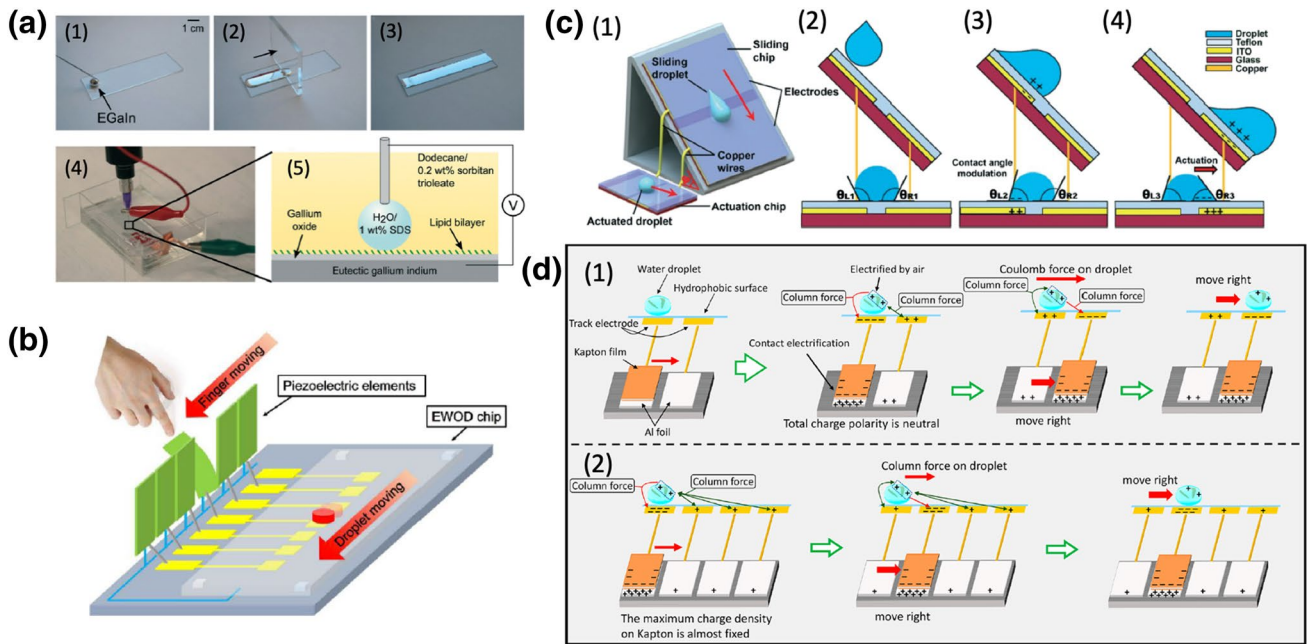 (a)
(1)
1 cm
EGaIn
(2)
(3)
(4)
(5)
Dodecane/
0.2 wt% sorbitan
trioleate
H2O/
1 wt% SDS
Gallium
oxide
Lipid bilayer
Eutectic gallium indium
V
(b)
Finger moving
Piezoelectric elements
EWOD chip
Droplet moving
(c)
(1)
Sliding
chip
Sliding
droplet
Electrodes
Copper
wires
Actuated droplet
Actuation chip
(2)
θL1
θR1
(3)
Contact angle
modulation
θL2
θR2
++
(4)
Actuation
θL3
θR3
+++
Droplet
Teflon
ITO
Glass
Copper
(d)
(1)
Water droplet
Hydrophobic surface
Track electrode
Kapton film
Al foil
Electrified by air
Column force
Column force
Contact electrification
Total charge polarity is neutral
Coulomb force on droplet
Column force
Column force
move right
move right
(2)
Column force
Column force
The maximum charge density
on Kapton is almost fixed
Column force on droplet
move right
move right